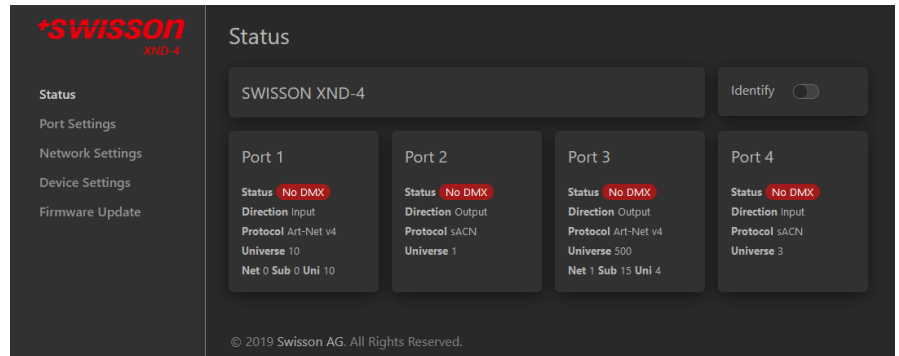 +swisson
XND-4
Status
Port Settings
Network Settings
Device Settings
Firmware Update
Status
SWISSON XND-4
Identify
Port 1
Status No DMX
Direction Input
Protocol Art-Net v4
Universe 10
Net 0 Sub 0 Uni 10
Port 2
Status No DMX
Direction Output
Protocol sACN
Universe 1
Port 3
Status No DMX
Direction Output
Protocol Art-Net v4
Universe 500
Net 1 Sub 15 Uni 4
Port 4
Status No DMX
Direction Input
Protocol sACN
Universe 3
© 2019 Swisson AG. All Rights Reserved.